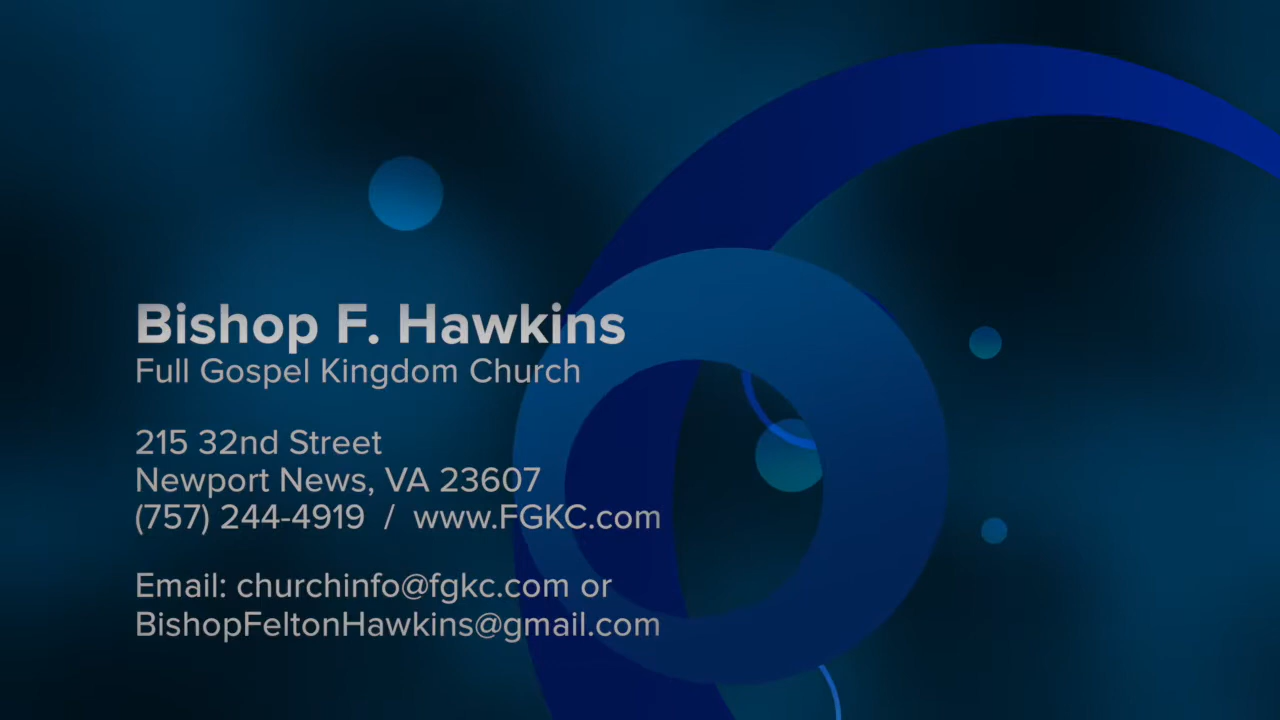 Bishop F. Hawkins
Full Gospel Kingdom Church
215 32nd Street
Newport News, VA 23607
(757) 244-4919 / www.FGKC.com
Email: churchinfo@fgkc.com or
BishopFeltonHawkins@gmail.com